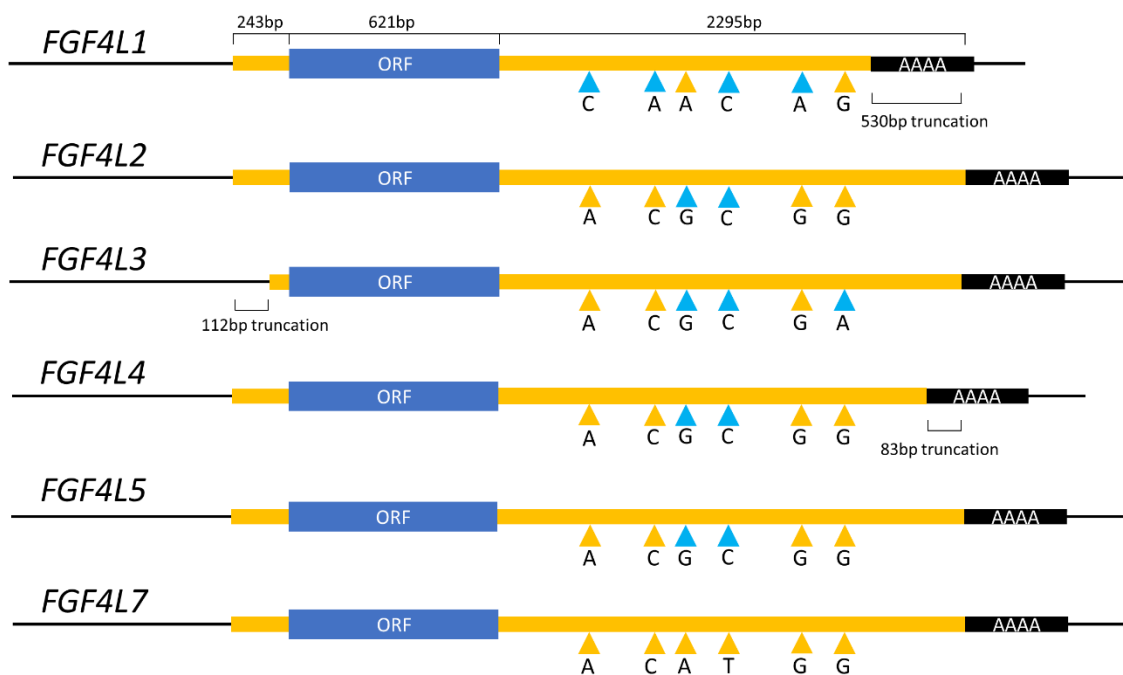 243bp 621bp 2295bp
FGF4L1
ORF AAAA
C A A C A G
530bp truncation
FGF4L2
ORF AAAA
A C G C G G
FGF4L3
ORF AAAA
A C G C G A
112bp truncation
FGF4L4
ORF AAAA
A C G C G G
83bp truncation
FGF4L5
ORF AAAA
A C G C G G
FGF4L7
ORF AAAA
A C A T G G